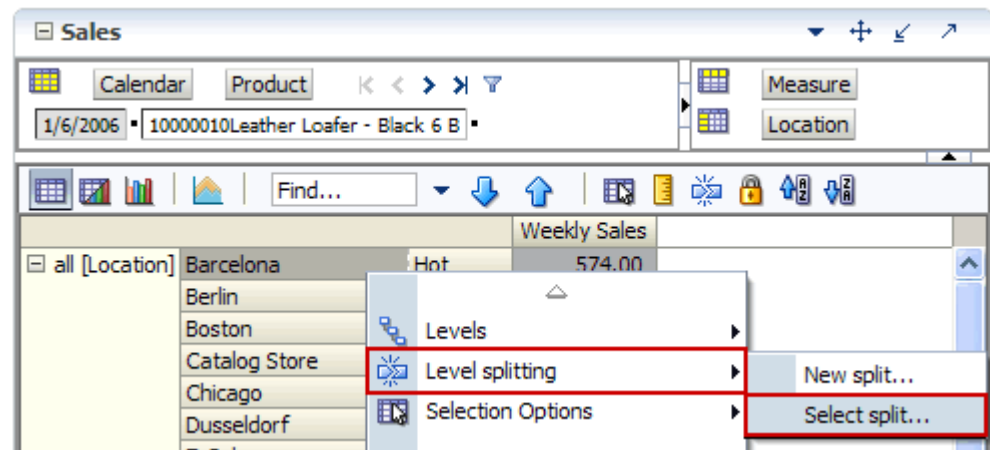 Sales
Calendar Product Measure
1/6/2006 10000010Leather Loafer - Black 6 B Location
Find...
Weekly Sales
all [Location] Barcelona Hot 574.00
Berlin
Boston Levels
Catalog Store Level splitting New split...
Chicago
Dusseldorf Selection Options Select split...